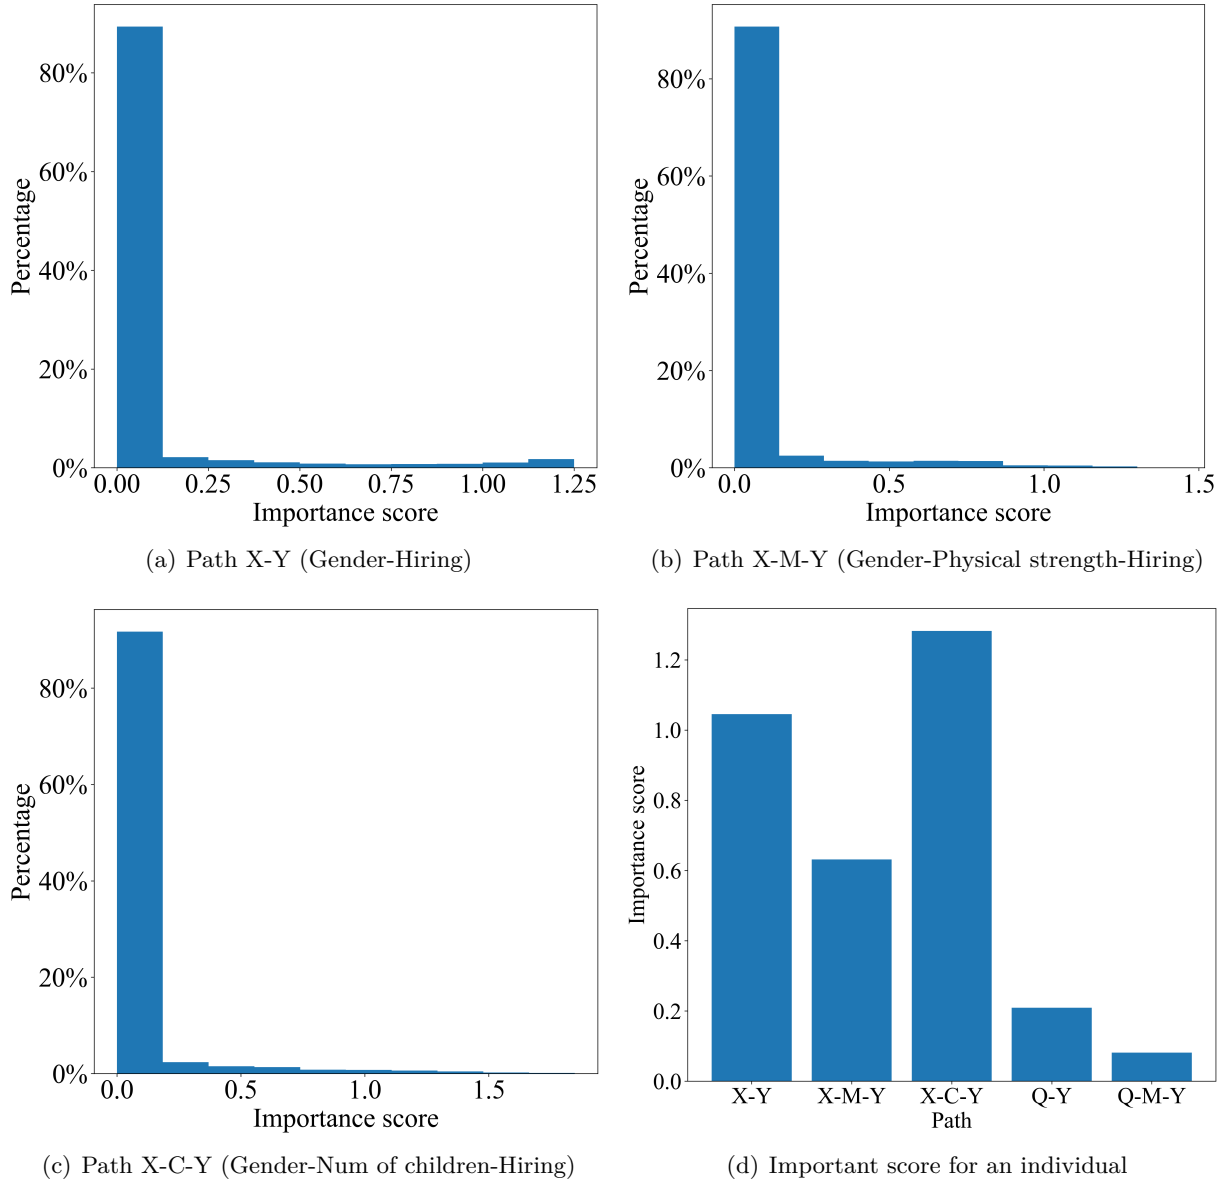 Percentage
80%
60%
40%
20%
0%
0.00 0.25 0.50 0.75 1.00 1.25
Importance score
(a) Path X-Y (Gender-Hiring)
Percentage
80%
60%
40%
20%
0%
0.0 0.5 1.0 1.5
Importance score
(b) Path X-M-Y (Gender-Physical strength-Hiring)
Percentage
80%
60%
40%
20%
0%
0.0 0.5 1.0 1.5
Importance score
(c) Path X-C-Y (Gender-Num of children-Hiring)
Importance score
1.2
1.0
0.8
0.6
0.4
0.2
0.0
X-Y X-M-Y X-C-Y Q-Y Q-M-Y
Path
(d) Important score for an individual